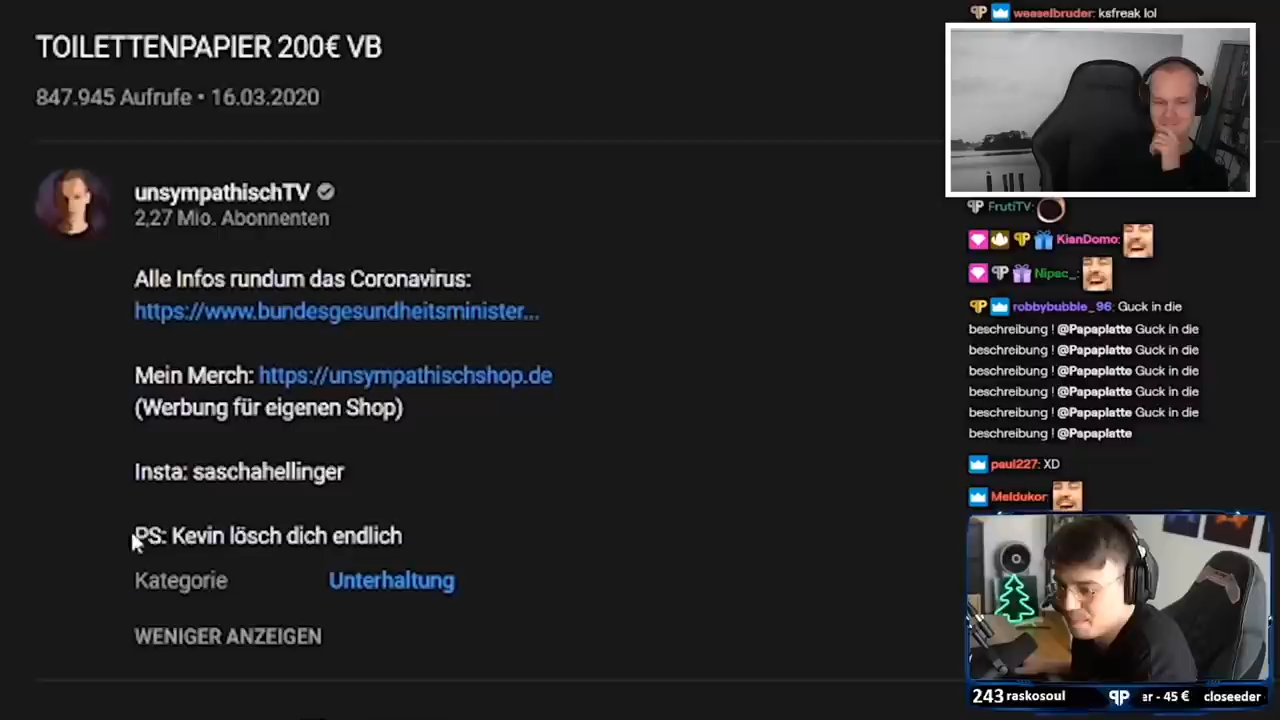 TOILETTENPAPIER 200€ VB
847.945 Aufrufe • 16.03.2020
unsympathischTV
2,27 Mio. Abonnenten
Alle Infos rundum das Coronavirus:
https://www.bundesgesundheitsminister...
Mein Merch: https://unsympathischshop.de
(Werbung für eigenen Shop)
Insta: saschahellinger
PS: Kevin lösch dich endlich
Kategorie Unterhaltung
WENIGER ANZEIGEN
weaselbruder: ksfreak lol
FrutiTV:
KianDomo:
Nipac_:
robbybubble_96: Guck in die
beschreibung ! @Papaplatte Guck in die
beschreibung ! @Papaplatte Guck in die
beschreibung ! @Papaplatte Guck in die
beschreibung ! @Papaplatte Guck in die
beschreibung ! @Papaplatte Guck in die
beschreibung ! @Papaplatte
paul227: XD
Meldukor:
243 raskosoul PP er - 45 € closeeder